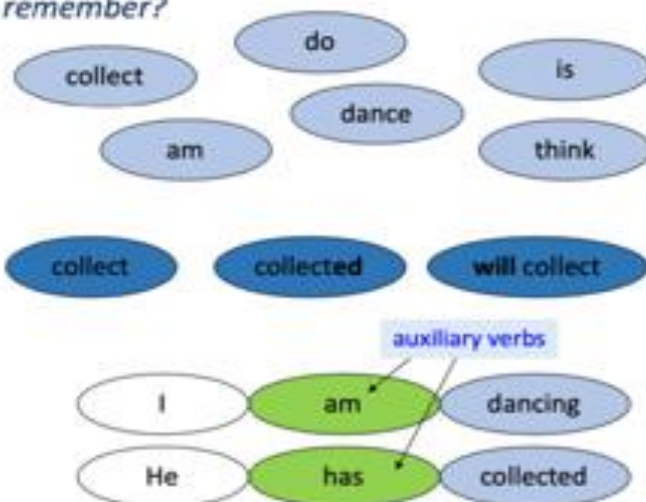 remember?
do
collect
is
dance
am
think
collect collected will collect
auxiliary verbs
I am dancing
He has collected